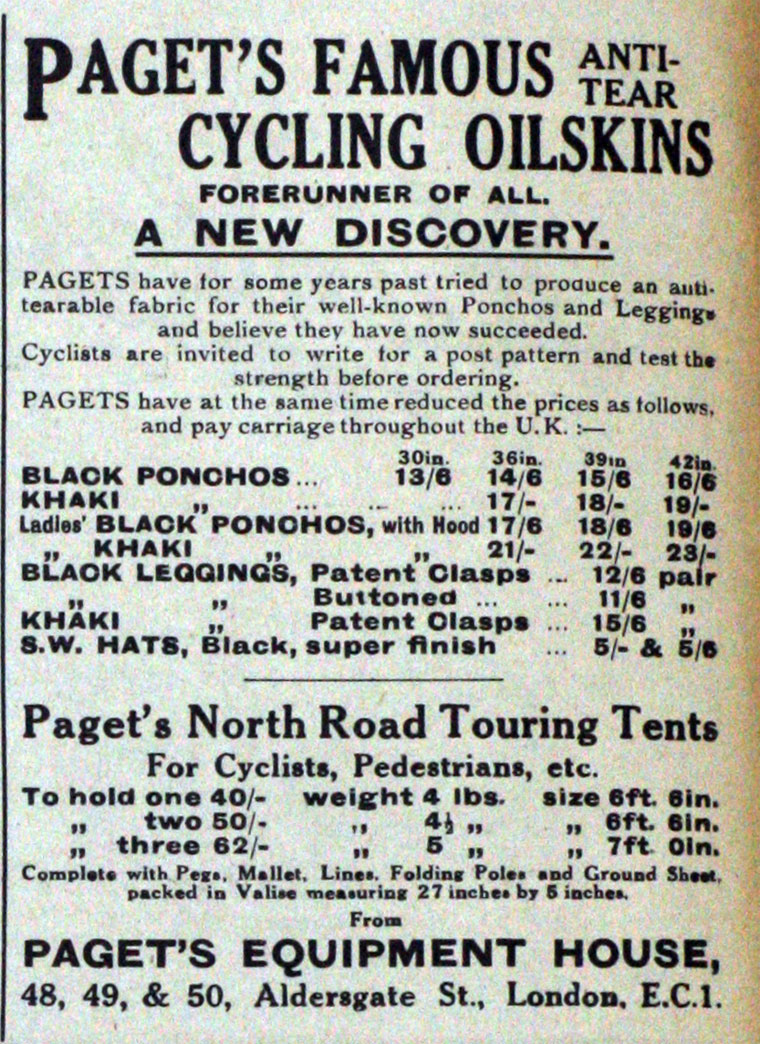 PAGET'S FAMOUS ANTI-TEAR
CYCLING OILSKINS
FORERUNNER OF ALL.
A NEW DISCOVERY.
PAGETS have for some years past tried to produce an anti-
tearable fabric for their well-known Ponchos and Leggings
and believe they have now succeeded.
Cyclists are invited to write for a post pattern and test the
strength before ordering.
PAGETS have at the same time reduced the prices as follows,
and pay carriage throughout the U.K. :—
30in. 36in. 39in 42in.
BLACK PONCHOS ... 13/6 14/6 15/6 16/6
KHAKI „ ... ... ... 17/- 18/- 19/-
Ladies' BLACK PONCHOS, with Hood 17/6 18/6 19/6
„ KHAKI „ „ 21/- 22/- 23/-
BLACK LEGGINGS, Patent Clasps ... 12/6 pair
„ „ Buttoned ... ... 11/6 „
KHAKI „ Patent Clasps ... 15/6 „
S.W. HATS, Black, super finish ... 5/- & 5/6
Paget's North Road Touring Tents
For Cyclists, Pedestrians, etc.
To hold one 40/- weight 4 lbs. size 6ft. 6in.
„ two 50/- „ 4½ „ „ 6ft. 6in.
„ three 62/- „ 5 „ „ 7ft. 0in.
Complete with Pegs, Mallet, Lines, Folding Poles and Ground Sheet,
packed in Valise measuring 27 inches by 5 inches.
From
PAGET'S EQUIPMENT HOUSE,
48, 49, & 50, Aldersgate St., London, E.C.1.